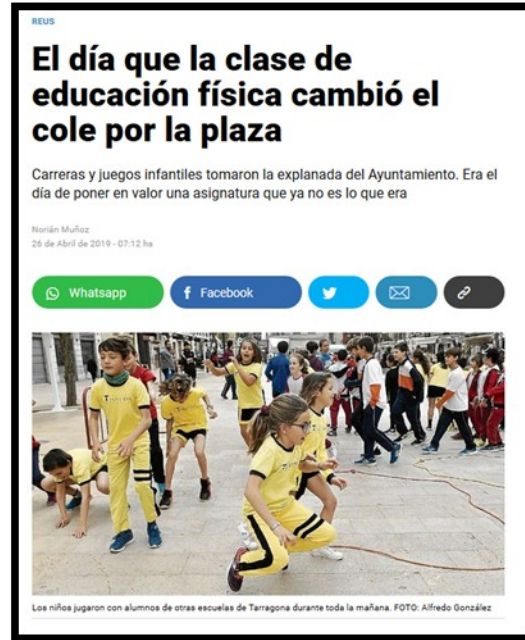 REUS
El día que la clase de
educación física cambió el
cole por la plaza
Carreras y juegos infantiles tomaron la explanada del Ayuntamiento. Era el
día de poner en valor una asignatura que ya no es lo que era
Norián Muñoz
26 de Abril de 2019 - 07:12 hs
Whatsapp
Facebook
Los niños jugaron con alumnos de otras escuelas de Tarragona durante toda la mañana. FOTO: Alfredo González